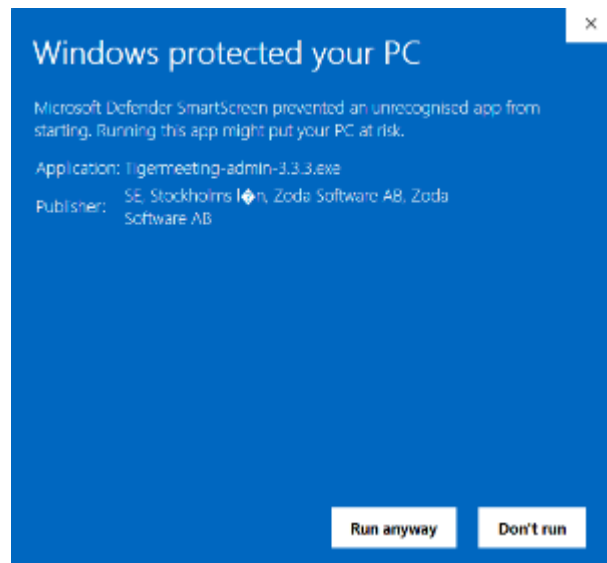 Windows protected your PC
Microsoft Defender SmartScreen prevented an unrecognised app from
starting. Running this app might put your PC at risk.
Application: Tigermeeting-admin-3.3.3.exe
Publisher: SE, Stockholms l�n, Zoda Software AB, Zoda
Software AB
Run anyway
Don't run